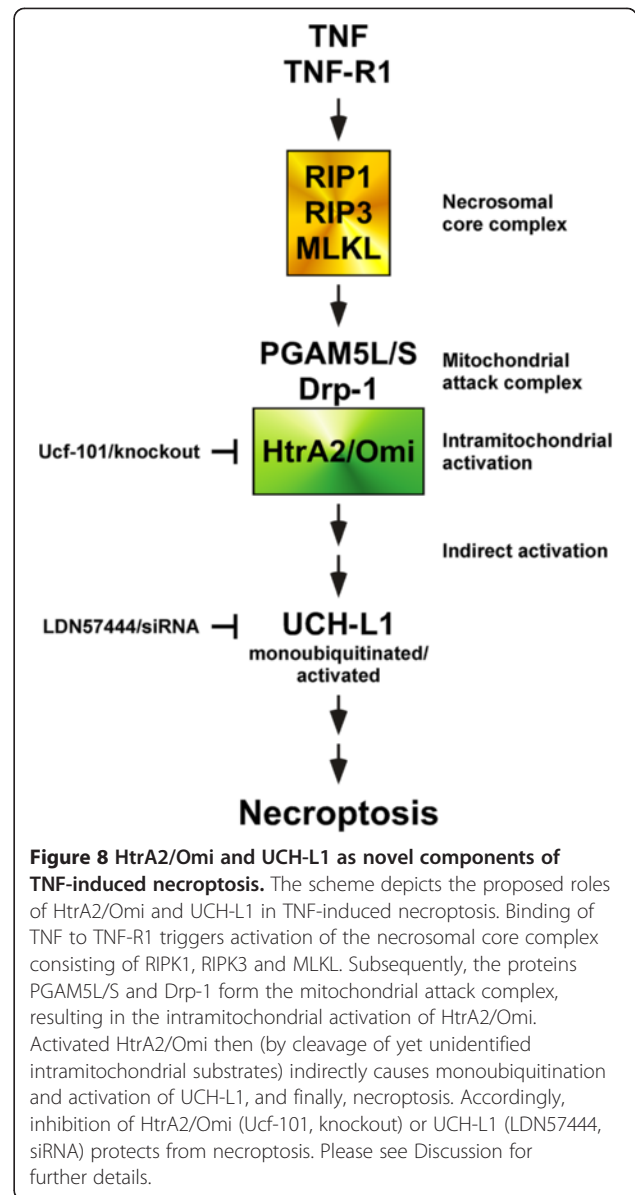 TNF
TNF-R1
RIP1
RIP3
MLKL
Necrosomal
core complex
PGAM5L/S
Drp-1
Mitochondrial
attack complex
Ucf-101/knockout
HtrA2/Omi
Intramitochondrial
activation
Indirect activation
LDN57444/siRNA
UCH-L1
monoubiquitinated/
activated
Necroptosis
Figure 8 HtrA2/Omi and UCH-L1 as novel components of
TNF-induced necroptosis. The scheme depicts the proposed roles
of HtrA2/Omi and UCH-L1 in TNF-induced necroptosis. Binding of
TNF to TNF-R1 triggers activation of the necrosomal core complex
consisting of RIPK1, RIPK3 and MLKL. Subsequently, the proteins
PGAM5L/S and Drp-1 form the mitochondrial attack complex,
resulting in the intramitochondrial activation of HtrA2/Omi.
Activated HtrA2/Omi then (by cleavage of yet unidentified
intramitochondrial substrates) indirectly causes monoubiquitination
and activation of UCH-L1, and finally, necroptosis. Accordingly,
inhibition of HtrA2/Omi (Ucf-101, knockout) or UCH-L1 (LDN57444,
siRNA) protects from necroptosis. Please see Discussion for
further details.